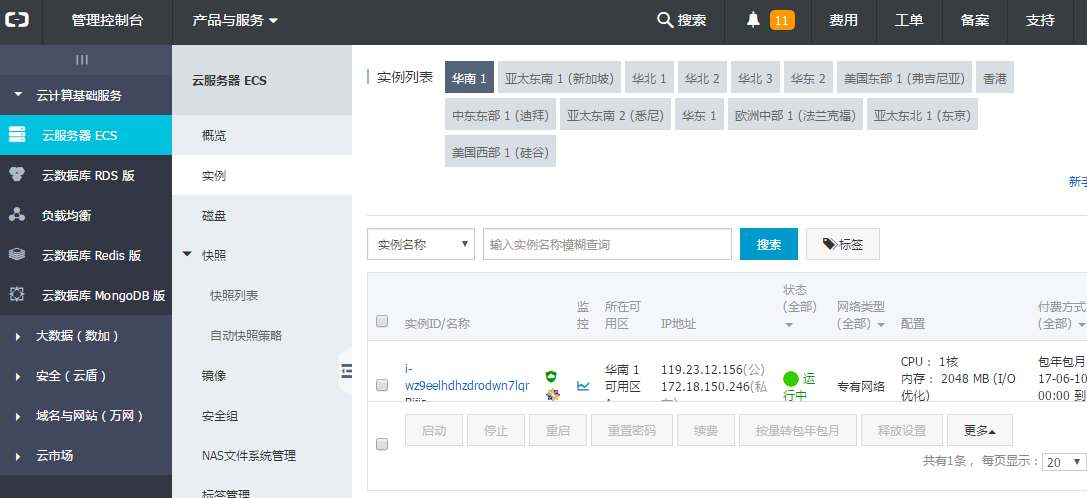 管理控制台 产品与服务 搜索 11 费用 工单 备案 支持
云计算基础服务
云服务器 ECS
云数据库 RDS 版
负载均衡
云数据库 Redis 版
云数据库 MongoDB 版
大数据（数加）
安全（云盾）
域名与网站（万网）
云市场
云服务器 ECS
概览
实例
磁盘
快照
快照列表
自动快照策略
镜像
安全组
NAS文件系统管理
标签管理
实例列表 华南 1 亚太东南 1 (新加坡) 华北 1 华北 2 华北 3 华东 2 美国东部 1 (弗吉尼亚) 香港
中东东部 1 (迪拜) 亚太东南 2 (悉尼) 华东 1 欧洲中部 1 (法兰克福) 亚太东北 1 (东京)
美国西部 1 (硅谷)
新手
实例名称 输入实例名称模糊查询 搜索 标签
实例ID/名称 监控 所在可用区 IP地址 状态(全部) 网络类型(全部) 配置 付费方式(全部)
i-
wz9eelhdhzdrodwn7lqr
华南 1
可用区
119.23.12.156(公)
172.18.150.246(私
运行中
专有网络
CPU： 1核
内存： 2048 MB (I/O
优化)
包年包月
17-06-10
00:00 到
启动 停止 重启 重置密码 续费 按量转包年包月 释放设置 更多
共有1条， 每页显示： 20